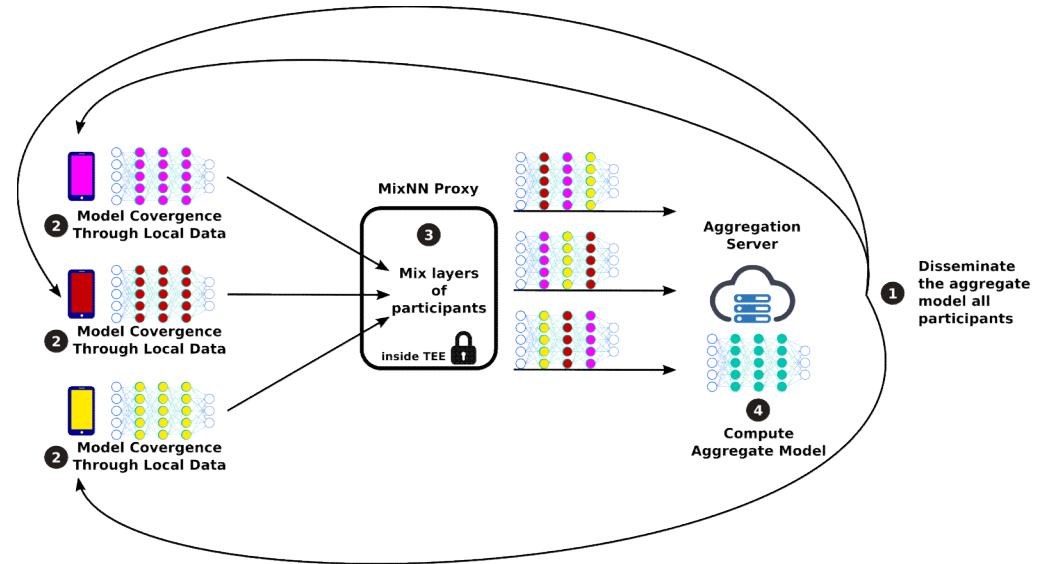 2
Model Covergence
Through Local Data
2
Model Covergence
Through Local Data
2
Model Covergence
Through Local Data
MixNN Proxy
3
Mix layers
of
participants
inside TEE
Aggregation
Server
4
Compute
Aggregate Model
1
Disseminate
the aggregate
model all
participants